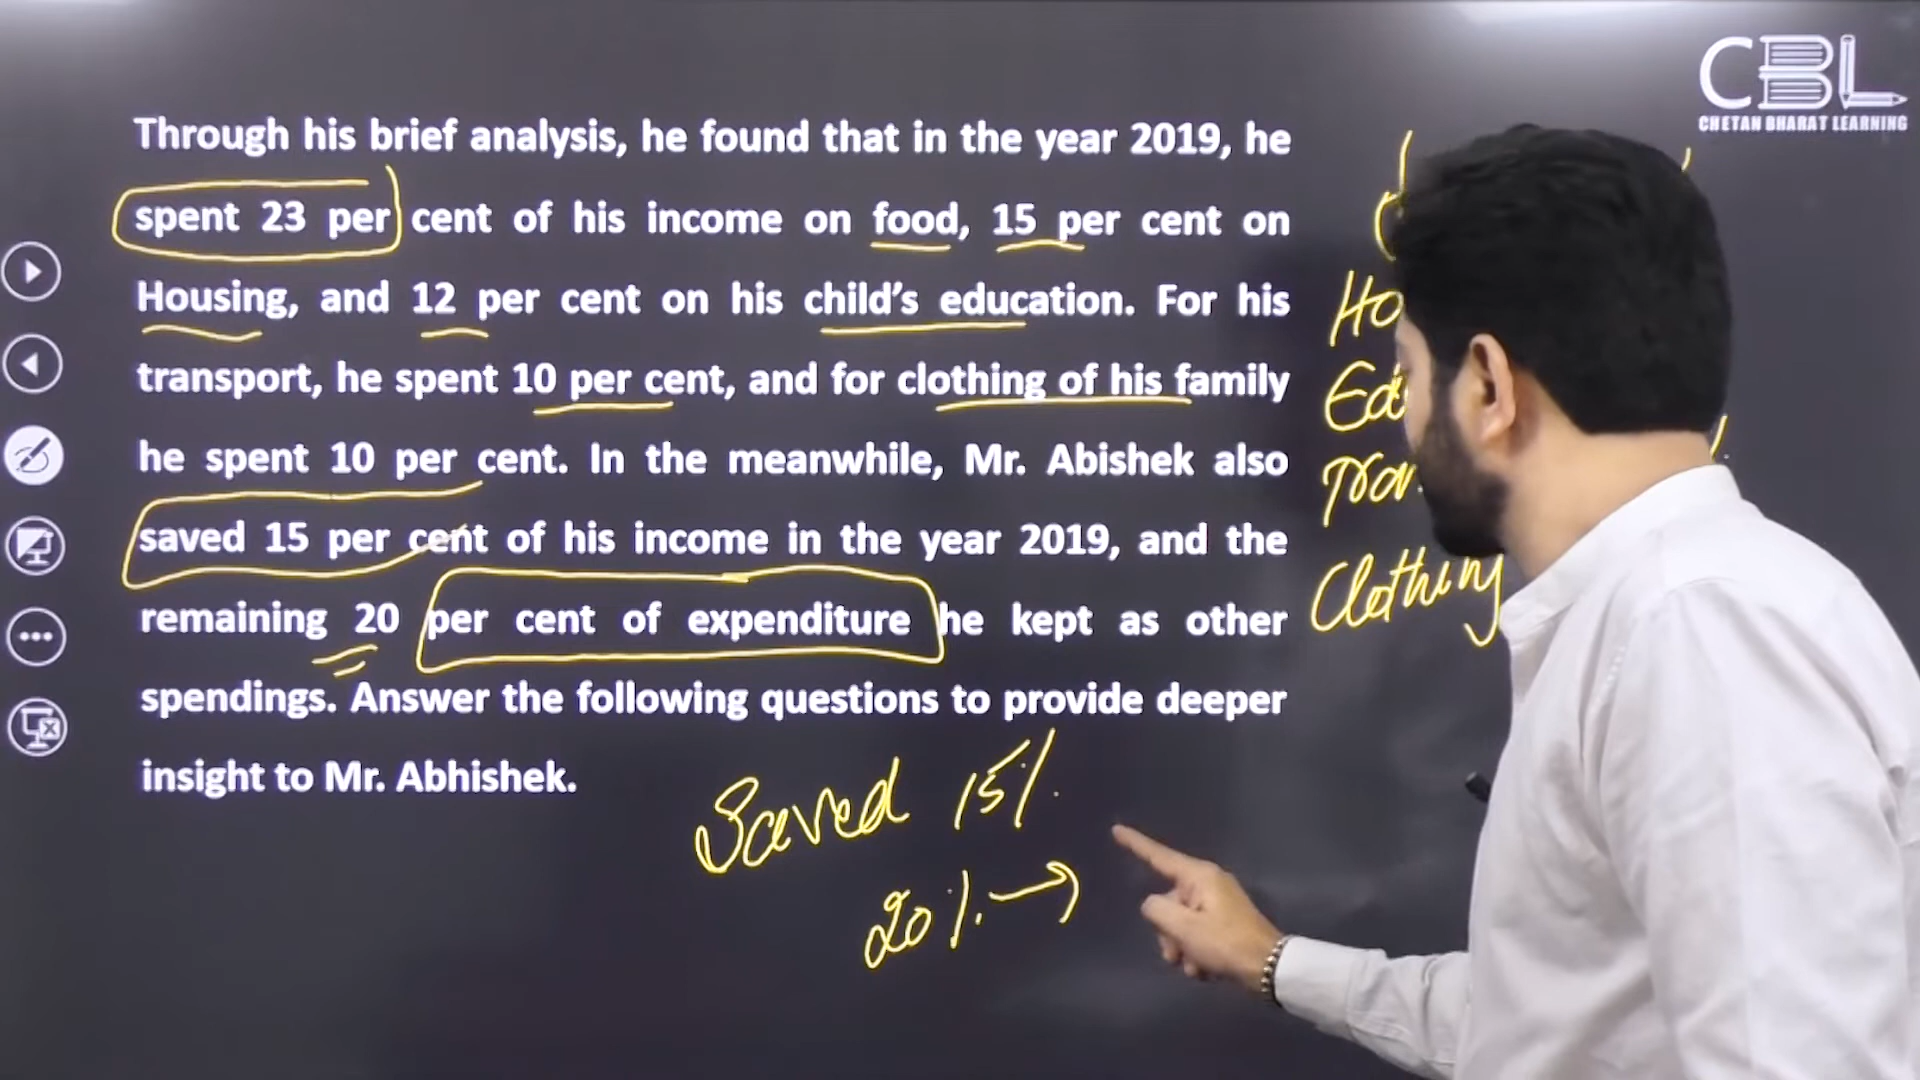 CBL
CHETAN BHARAT LEARNING
Through his brief analysis, he found that in the year 2019, he
spent 23 per cent of his income on food, 15 per cent on
Housing, and 12 per cent on his child's education. For his
transport, he spent 10 per cent, and for clothing of his family
he spent 10 per cent. In the meanwhile, Mr. Abishek also
saved 15 per cent of his income in the year 2019, and the
remaining 20 per cent of expenditure he kept as other
spendings. Answer the following questions to provide deeper
insight to Mr. Abhishek.
Ho
Ed
Tran
Clothing
Saved 15%.
20%. →